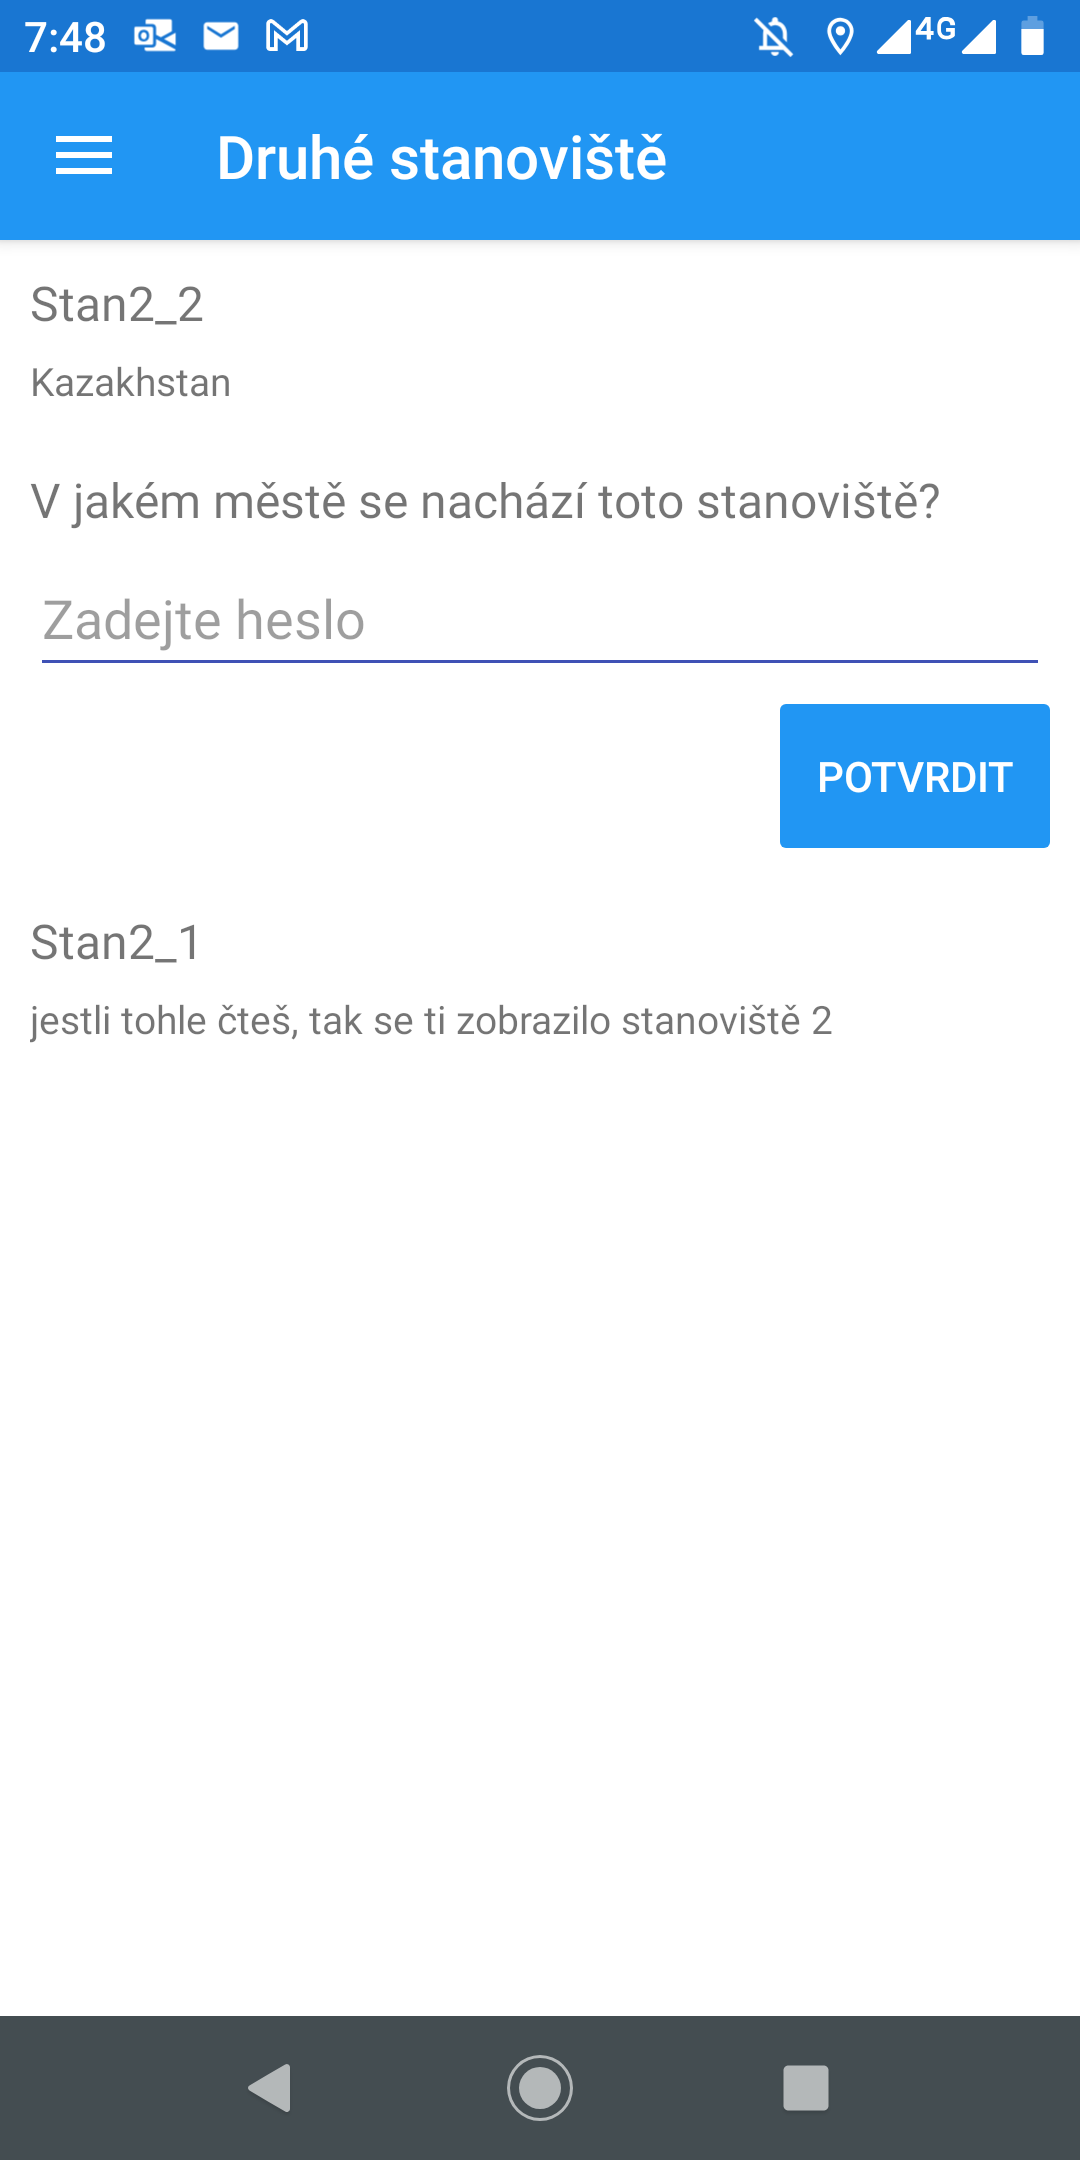 7:48
4G
Druhé stanoviště
Stan2_2
Kazakhstan
V jakém městě se nachází toto stanoviště?
Zadejte heslo
POTVRDIT
Stan2_1
jestli tohle čteš, tak se ti zobrazilo stanoviště 2